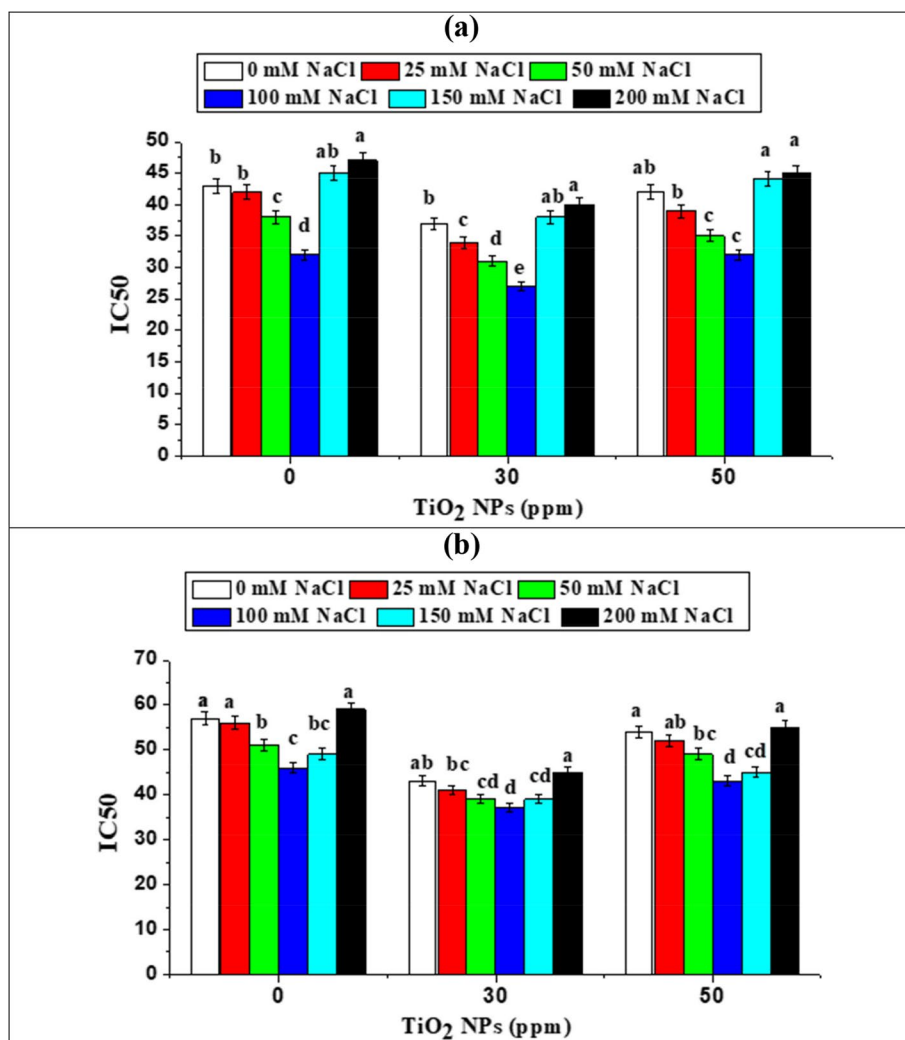 (a)
0 mM NaCl 25 mM NaCl 50 mM NaCl
100 mM NaCl 150 mM NaCl 200 mM NaCl
50
45
40
35
30
25
20
15
10
5
0
IC50
b b c d ab a
b c d e ab a
ab b c c a a
0 30 50
TiO2 NPs (ppm)
(b)
0 mM NaCl 25 mM NaCl 50 mM NaCl
100 mM NaCl 150 mM NaCl 200 mM NaCl
70
60
50
40
30
20
10
0
IC50
a a b c bc a
ab bc cd d cd a
a ab bc d cd a
0 30 50
TiO2 NPs (ppm)